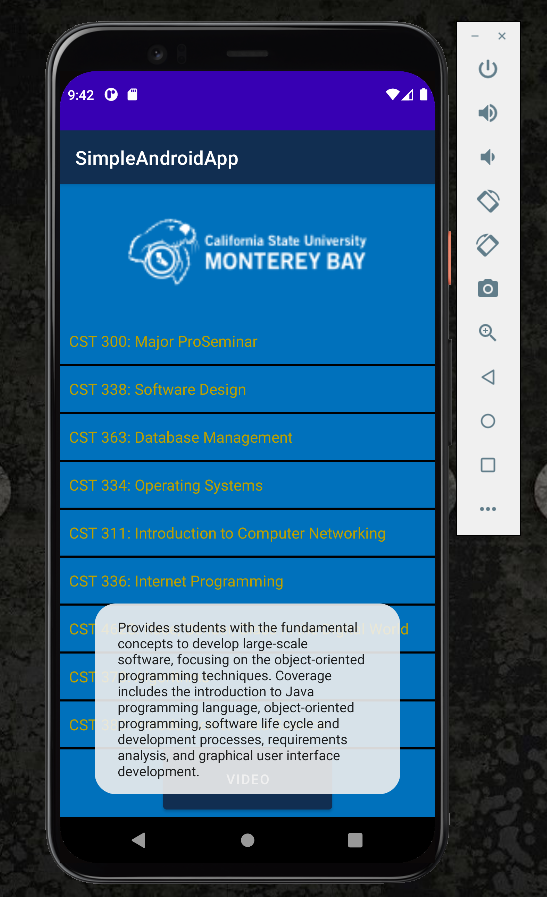 9:42
SimpleAndroidApp
California State University
MONTEREY BAY
CST 300: Major ProSeminar
CST 338: Software Design
CST 363: Database Management
CST 334: Operating Systems
CST 311: Introduction to Computer Networking
CST 336: Internet Programming
CST
World
Provides students with the fundamental
concepts to develop large-scale
software, focusing on the object-oriented
programming techniques. Coverage
includes the introduction to Java
programming language, object-oriented
programming, software life cycle and
development processes, requirements
analysis, and graphical user interface
development.
CST
CST
VIDEO